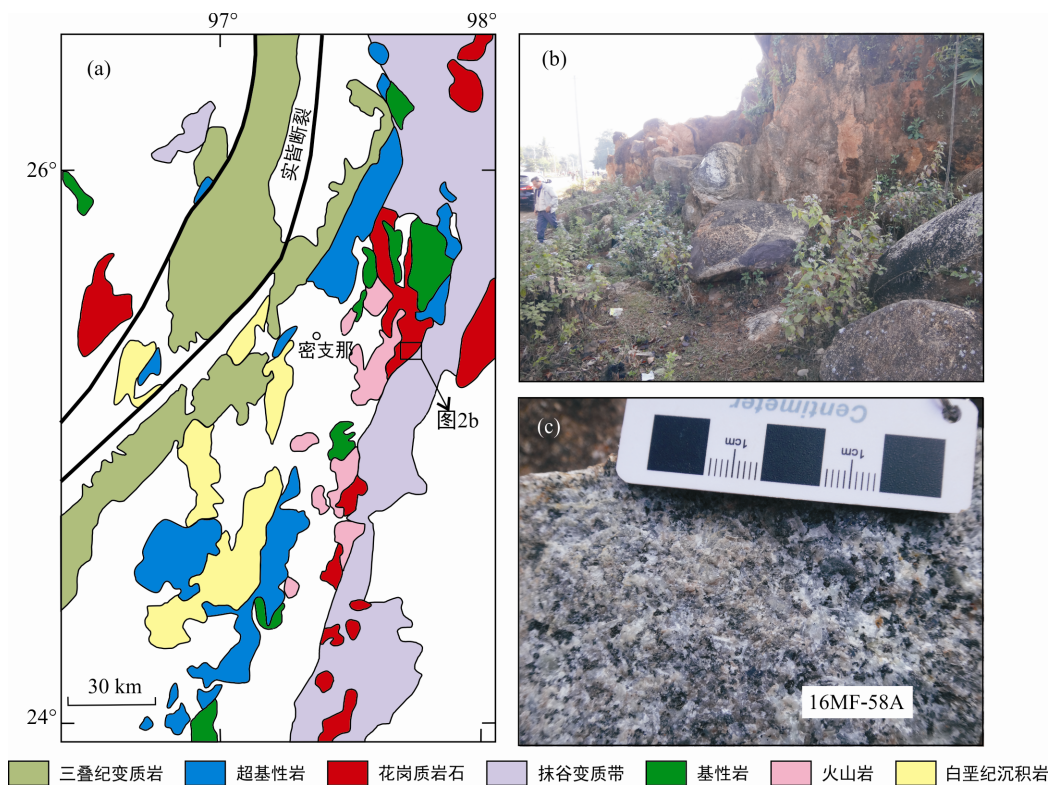 97°
98°
(a)
实皆断裂
26°
密支那
图2b
30 km
24°
(b)
(c)
Centimeter
1cm
1cm
16MF-58A
三叠纪变质岩
超基性岩
花岗质岩石
抹谷变质带
基性岩
火山岩
白垩纪沉积岩